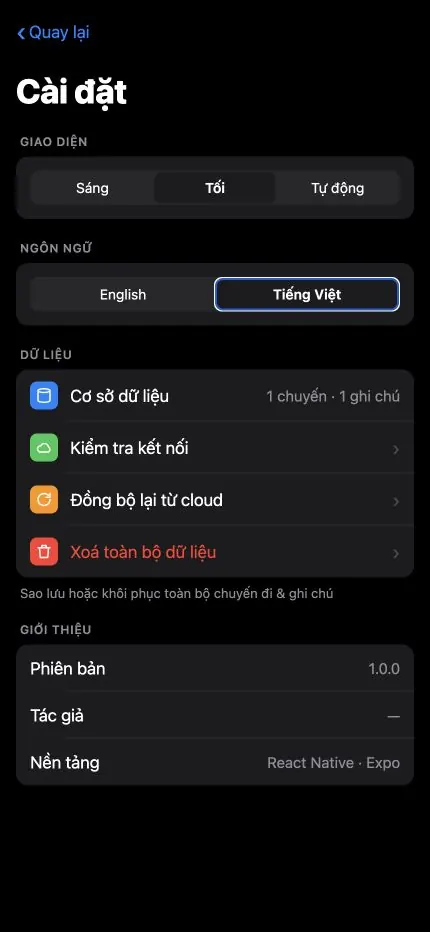 Quay lại
Cài đặt
GIAO DIỆN
Sáng Tối Tự động
NGÔN NGỮ
English Tiếng Việt
DỮ LIỆU
Cơ sở dữ liệu 1 chuyến · 1 ghi chú
Kiểm tra kết nối
Đồng bộ lại từ cloud
Xoá toàn bộ dữ liệu
Sao lưu hoặc khôi phục toàn bộ chuyến đi & ghi chú
GIỚI THIỆU
Phiên bản 1.0.0
Tác giả —
Nền tảng React Native · Expo